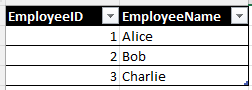 EmployeeID EmployeeName
1 Alice
2 Bob
3 Charlie